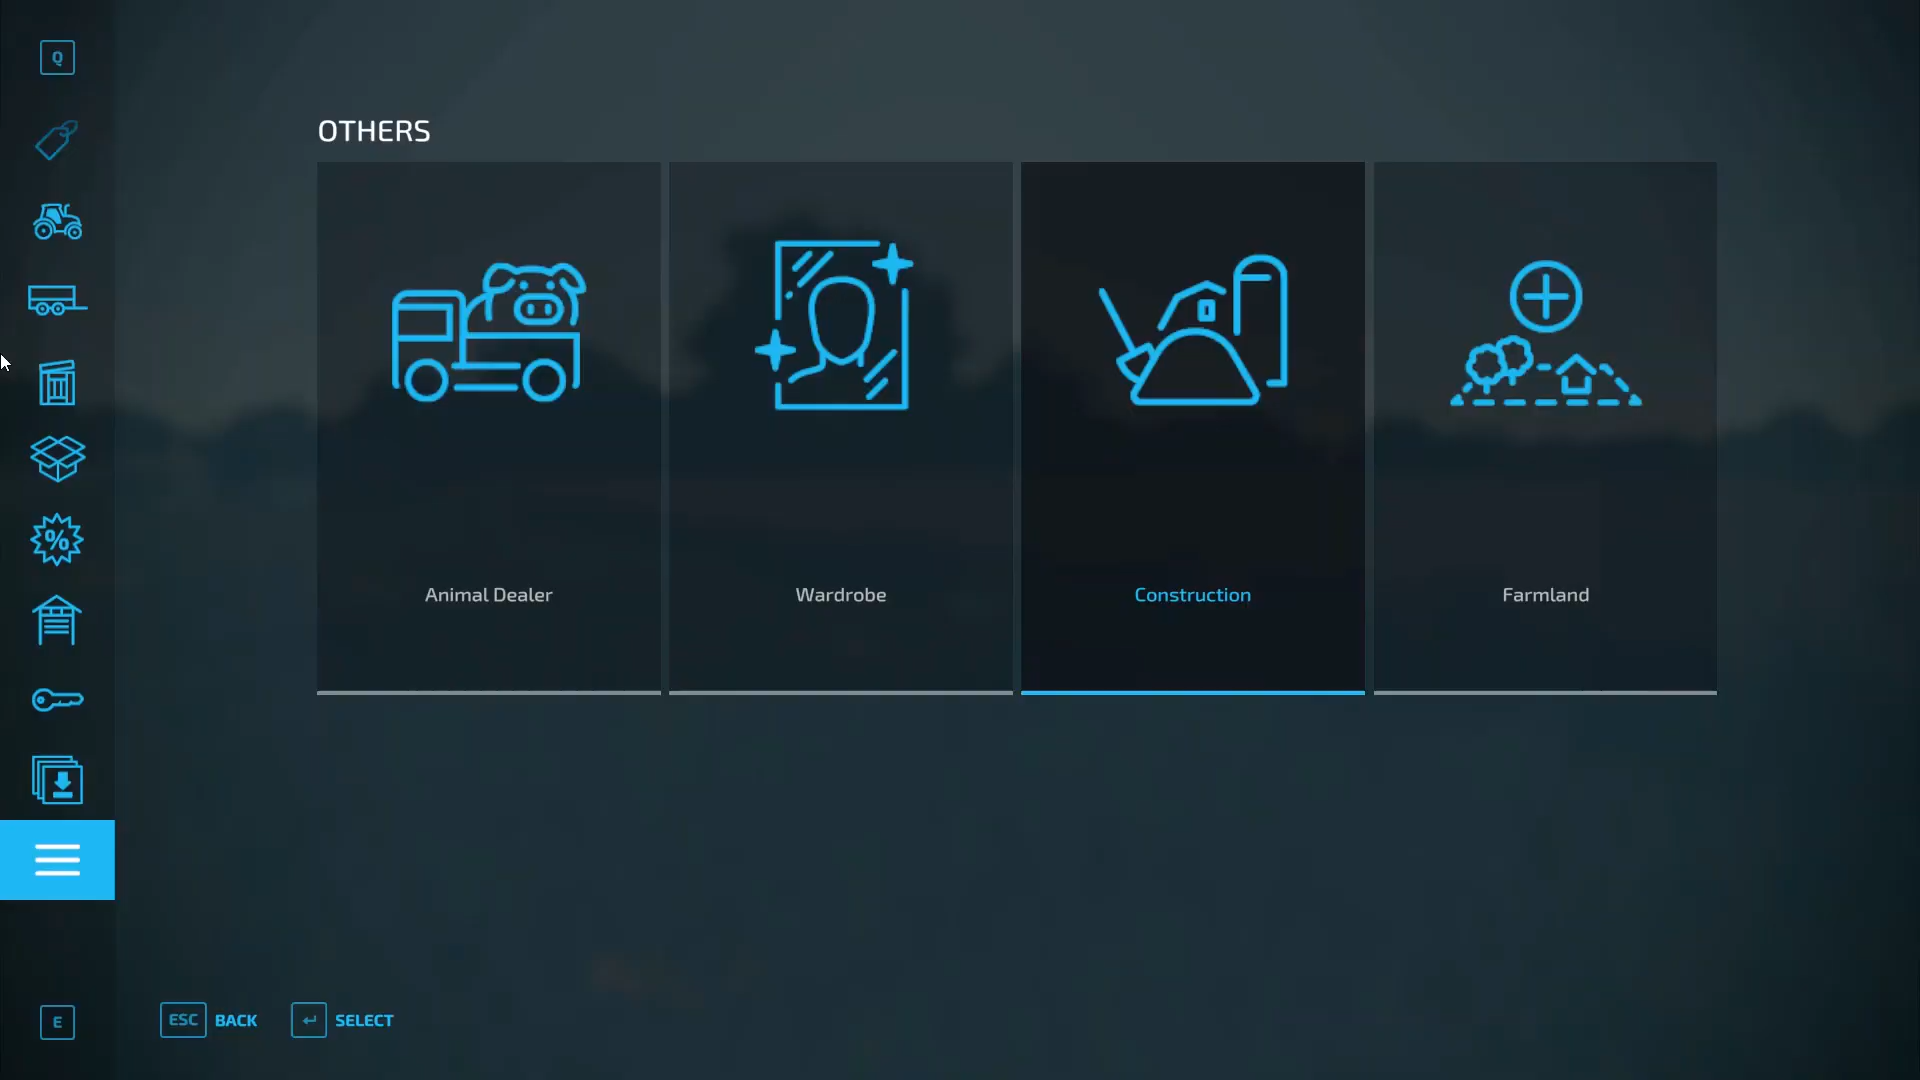 Q
OTHERS
%
Animal Dealer
Wardrobe
Construction
Farmland
E
ESC BACK
↵ SELECT